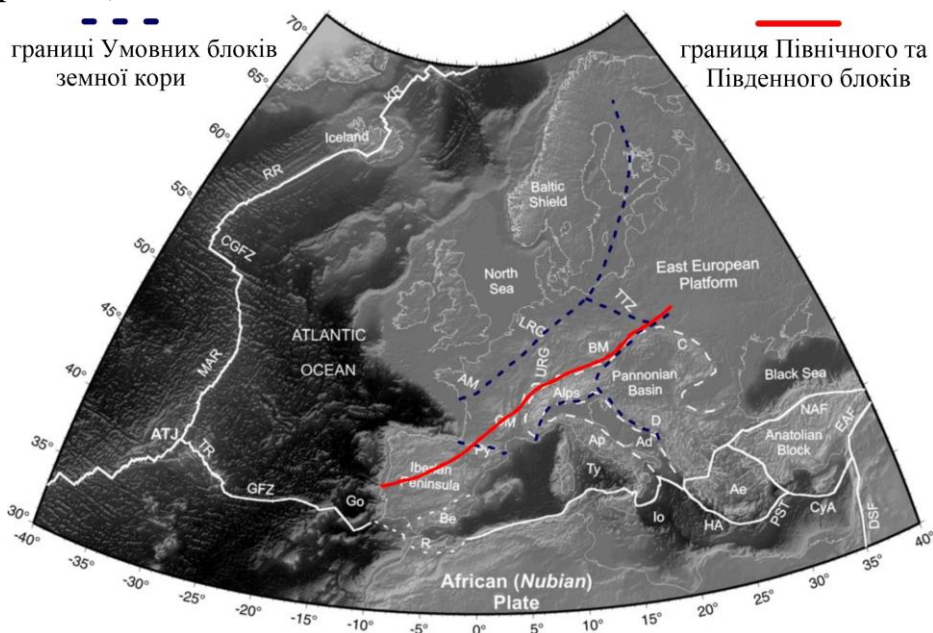 границі Умовних блоків
земної кори
границя Північного та
Південного блоків
70°
65°
60°
55°
50°
45°
40°
35°
30°
-40°
-35°
-30°
-25°
-20°
-15°
-10°
-5°
0°
5°
10°
15°
20°
25°
30°
35°
40°
KR
Iceland
RR
CGFZ
Baltic
Shield
North
Sea
East European
Platform
TTZ
ATLANTIC
OCEAN
LRG
URG
BM
C
MAR
AM
Alps
Pannonian
Basin
Black Sea
CM
NAF
EAF
ATJ
TR
Py
D
Ap
Ad
Anatolian
Block
Iberian
Peninsula
Ty
Ae
GFZ
Go
Be
Io
HA
PST
CyA
DSF
R
African (Nubian)
Plate